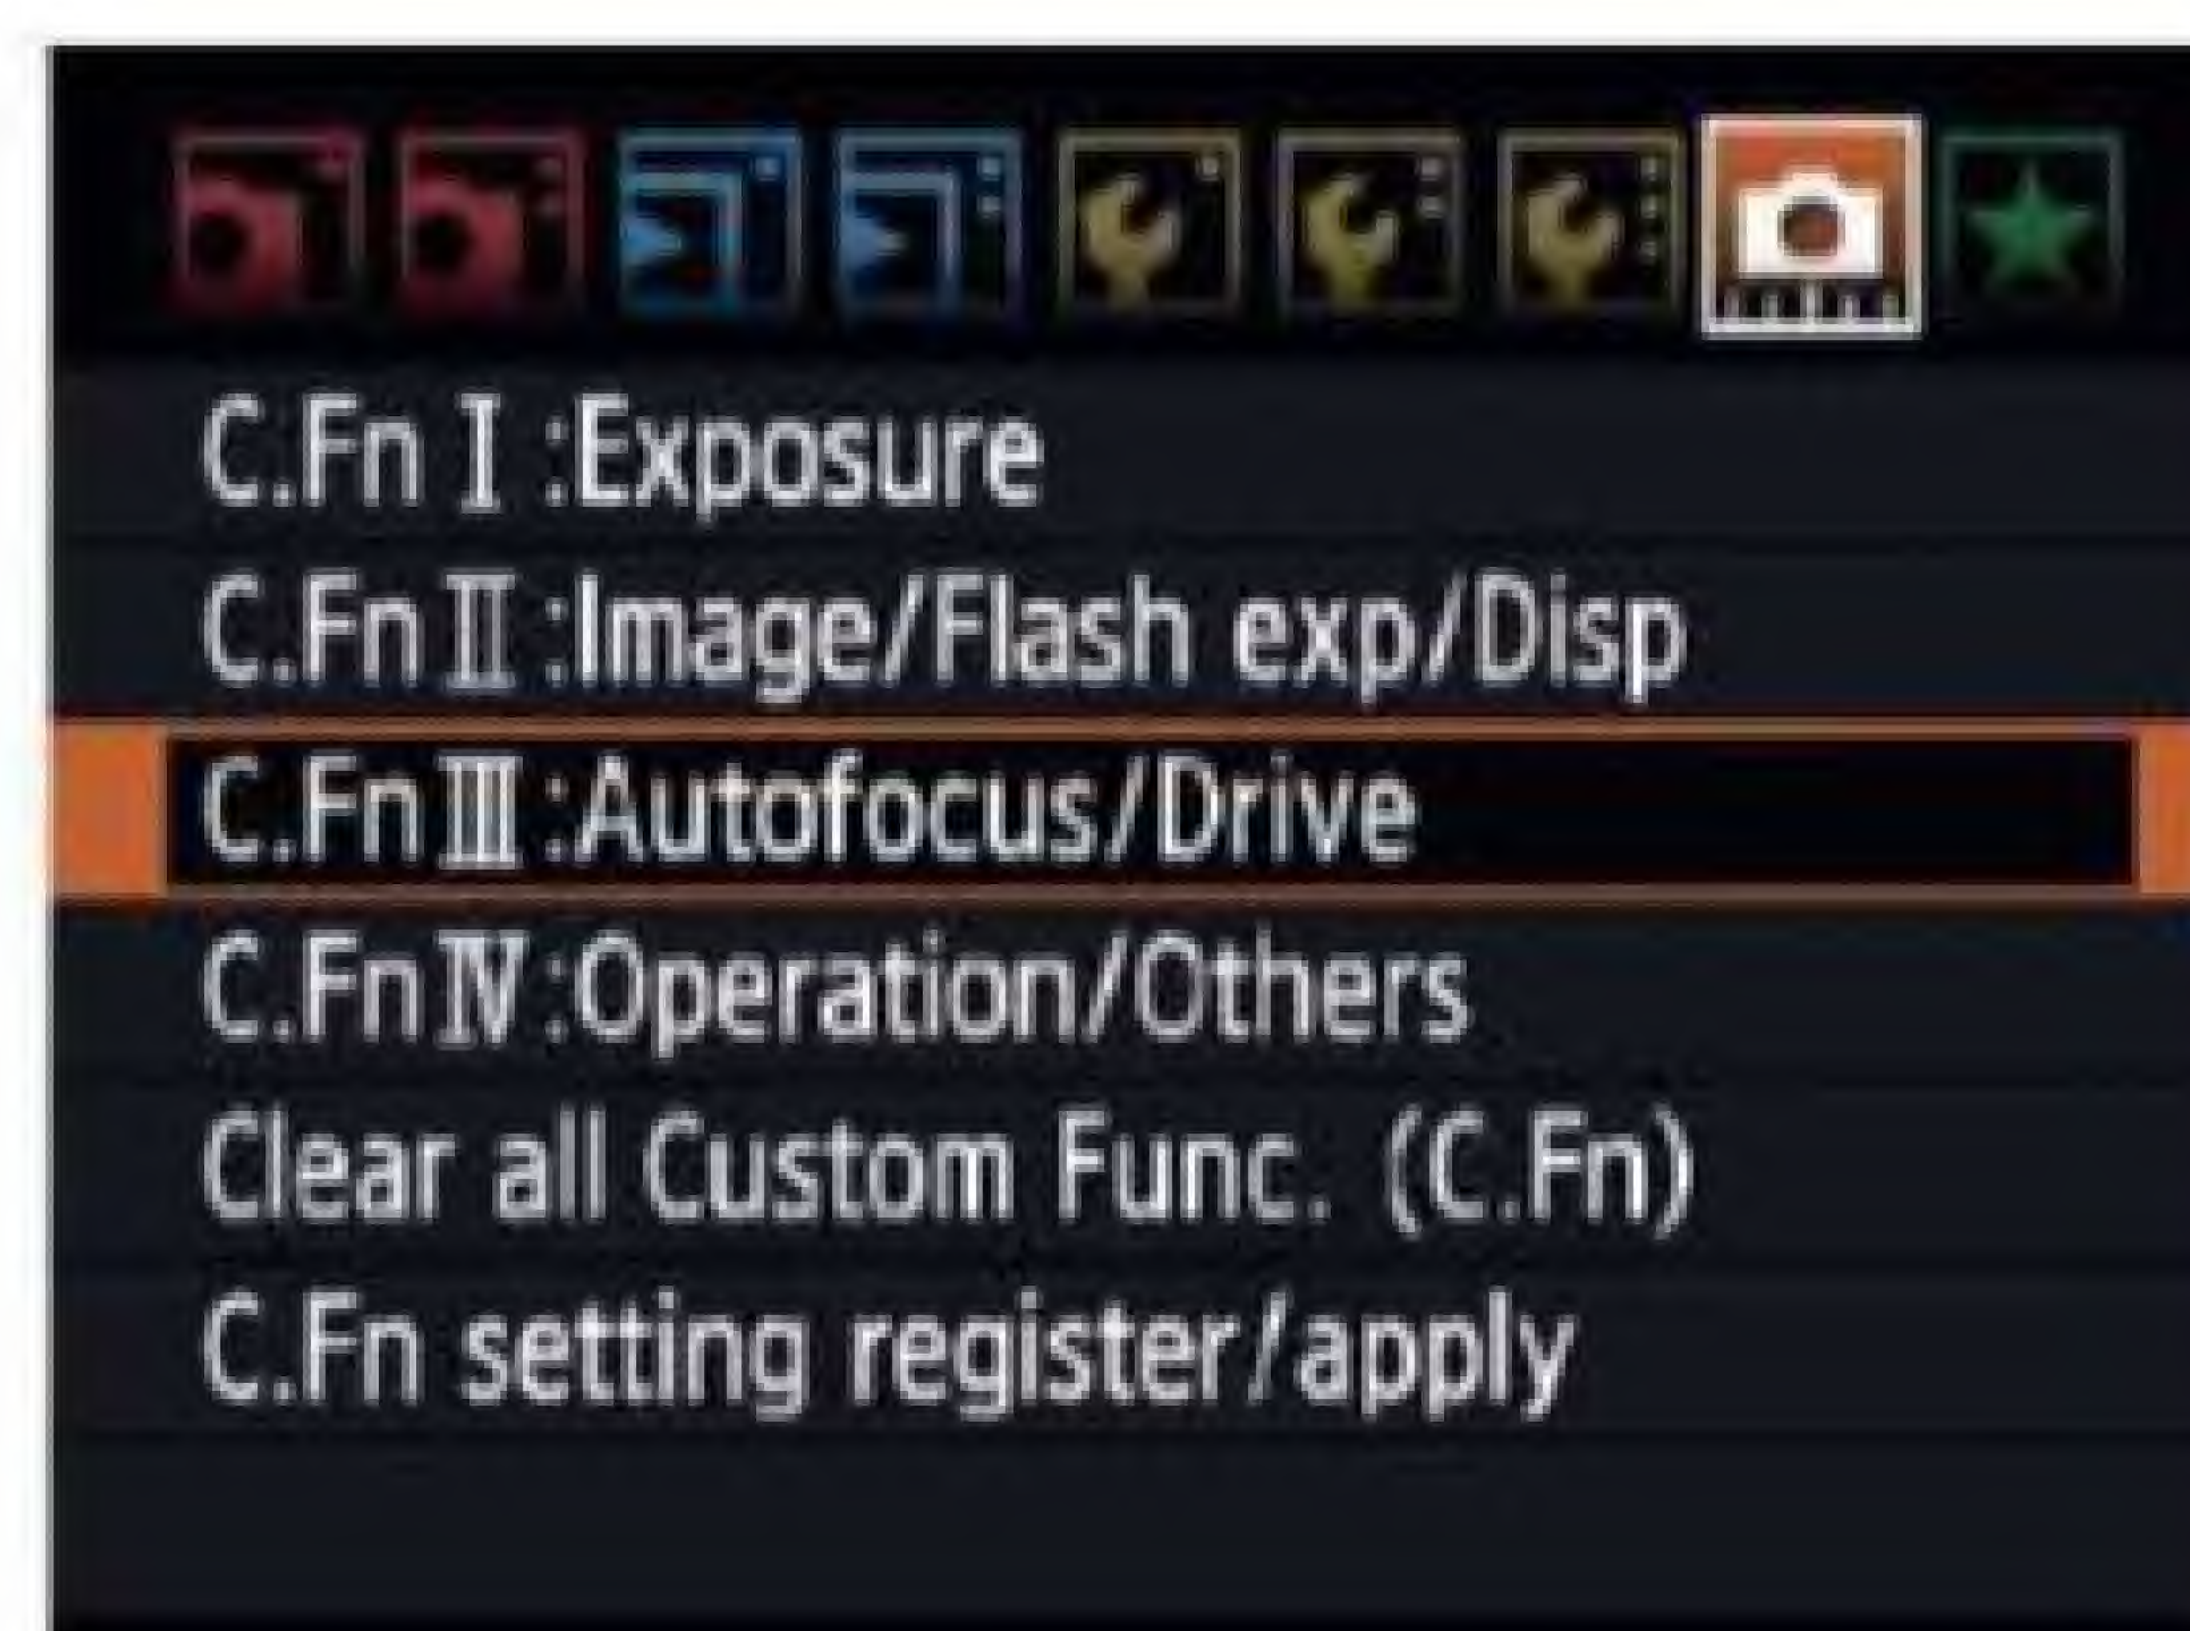 C.Fn Ⅰ :Exposure
C.Fn Ⅱ :Image/Flash exp/Disp
C.Fn Ⅲ :Autofocus/Drive
C.Fn Ⅳ :Operation/Others
Clear all Custom Func. (C.Fn)
C.Fn setting register/apply